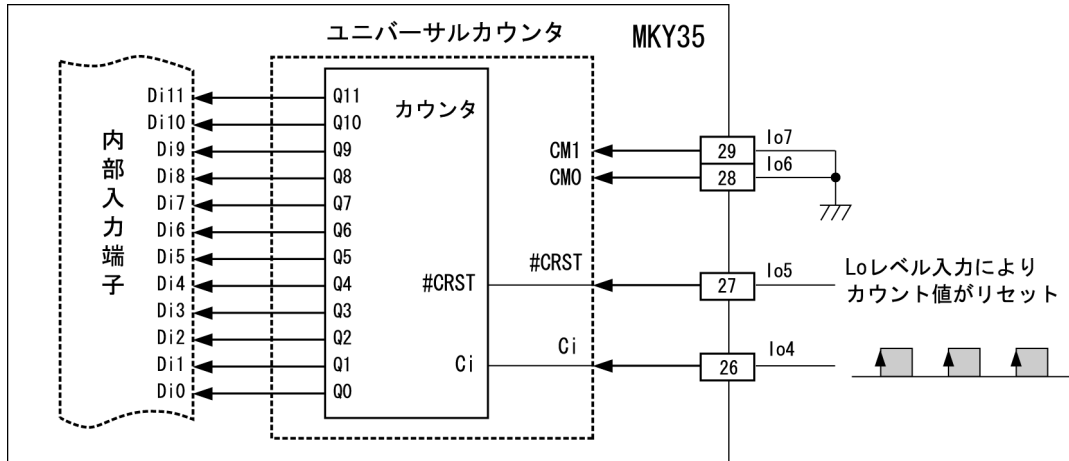 ユニバーサルカウンタ
MKY35
内部入力端子
Di11
Di10
Di9
Di8
Di7
Di6
Di5
Di4
Di3
Di2
Di1
Di0
Q11
Q10
Q9
Q8
Q7
Q6
Q5
Q4
Q3
Q2
Q1
Q0
カウンタ
#CRST
Ci
CM1
CM0
#CRST
Ci
29
28
27
26
Io7
Io6
Io5
Io4
Loレベル入力により
カウント値がリセット